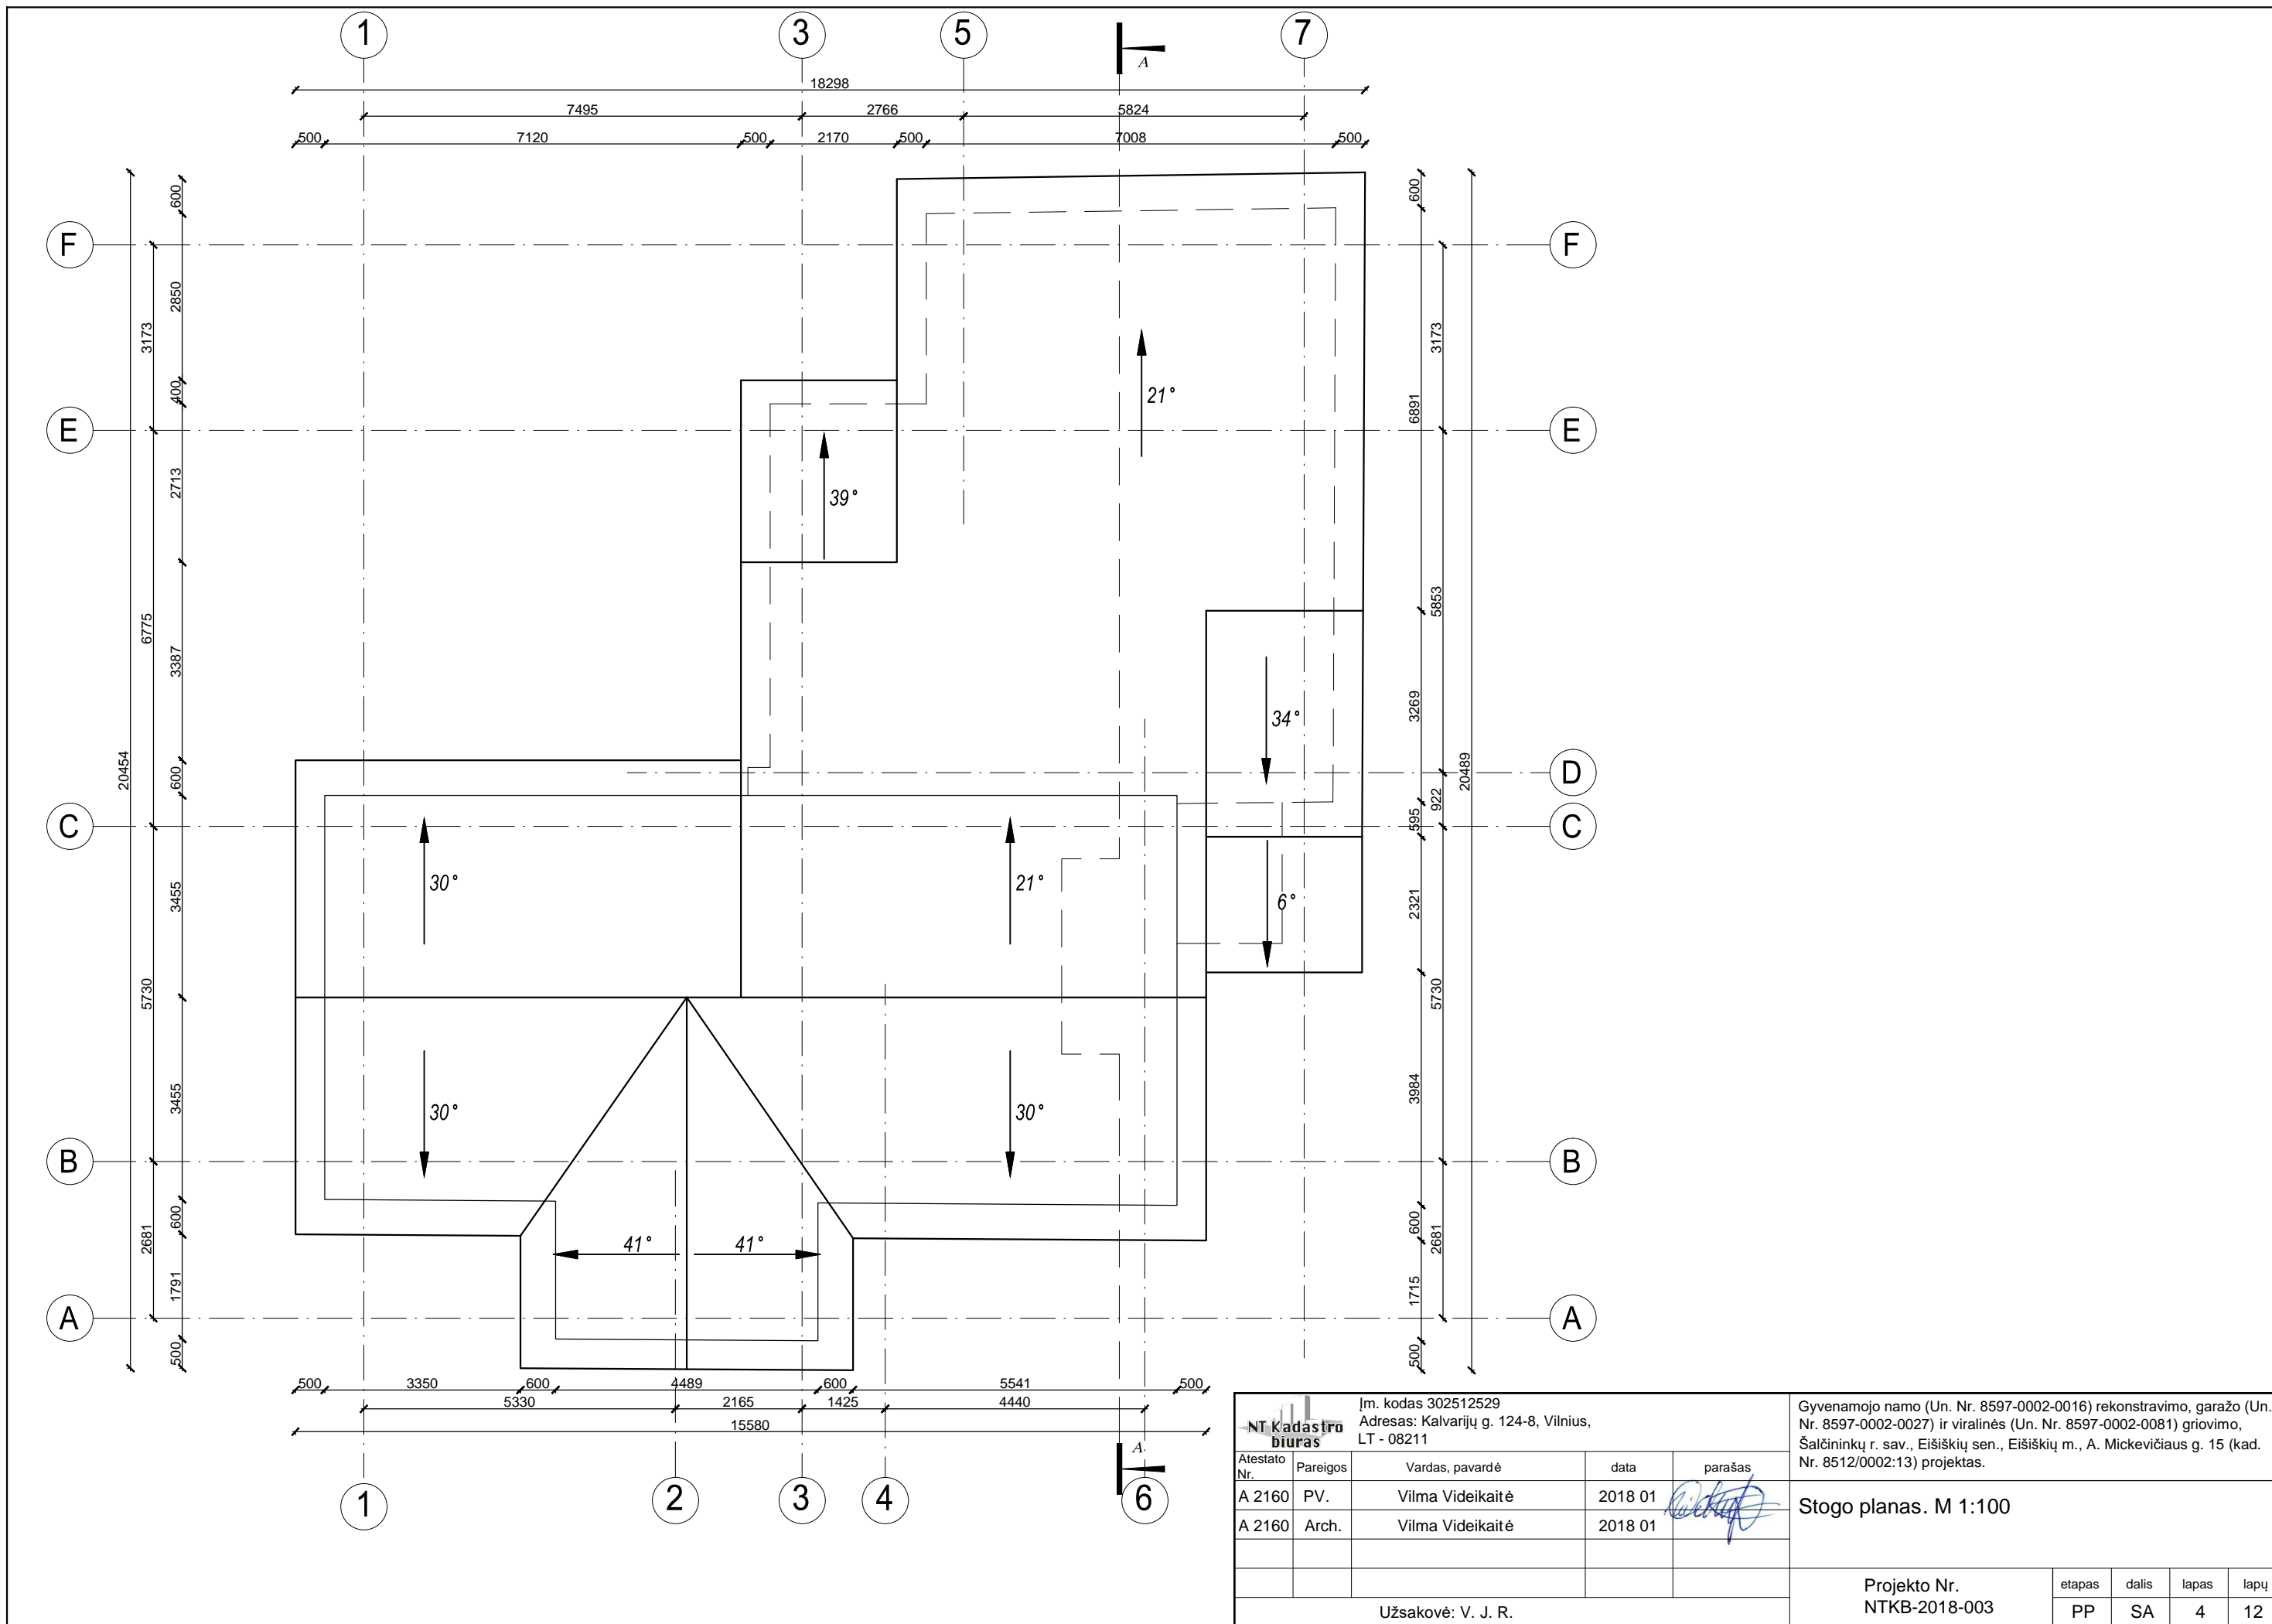 1 3 5 7
A
18298
7495 2766 5824
500 7120 500 2170 500 7008 500
600 600
F F
2850
3173 3173
400
21°
6891
E E
39°
2713
5853
6775
3387
3269
34°
20454 20489
600
D
922
595
C C
30° 21°
3455
6°
2321
5730 5730
3455
3984
30° 30°
B B
600 600
2681 2681
41° 41°
1791 1715
A A
500 500
500 3350 600 4489 600 5541 500
5330 2165 1425 4440
15580
A
1 2 3 4 6
NT Kadastro
biuras
Įm. kodas 302512529
Adresas: Kalvarijų g. 124-8, Vilnius,
LT - 08211
Gyvenamojo namo (Un. Nr. 8597-0002-0016) rekonstravimo, garažo (Un.
Nr. 8597-0002-0027) ir viralinės (Un. Nr. 8597-0002-0081) griovimo,
Šalčininkų r. sav., Eišiškių sen., Eišiškių m., A. Mickevičiaus g. 15 (kad.
Nr. 8512/0002:13) projektas.
Atestato
Nr.
Pareigos Vardas, pavardė data parašas
A 2160 PV. Vilma Videikaitė 2018 01
A 2160 Arch. Vilma Videikaitė 2018 01
Stogo planas. M 1:100
Užsakovė: V. J. R.
Projekto Nr.
NTKB-2018-003
etapas dalis lapas lapų
PP SA 4 12